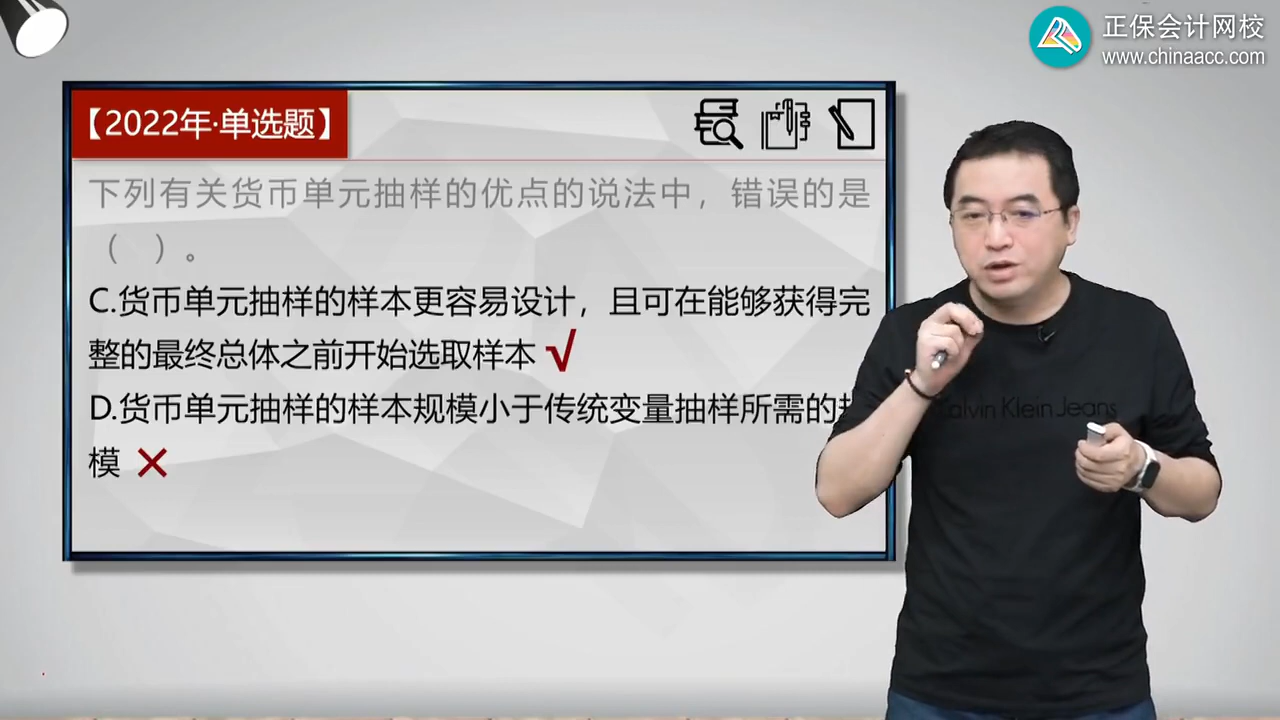 正保会计网校
www.chinaacc.com
【2022年·单选题】
下列有关货币单元抽样的优点的说法中，错误的是
（ ）。
C.货币单元抽样的样本更容易设计，且可在能够获得完
整的最终总体之前开始选取样本 √
D.货币单元抽样的样本规模小于传统变量抽样所需的
模 ×
alvin Klein Jeans